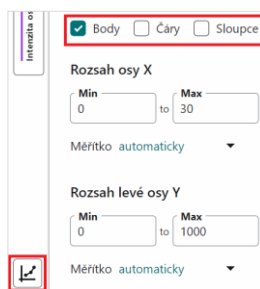 Intenzita os
Body Čáry Sloupce
Rozsah osy X
Min Max
0 to 30
Měřítko automaticky
Rozsah levé osy Y
Min Max
0 to 1000
Měřítko automaticky